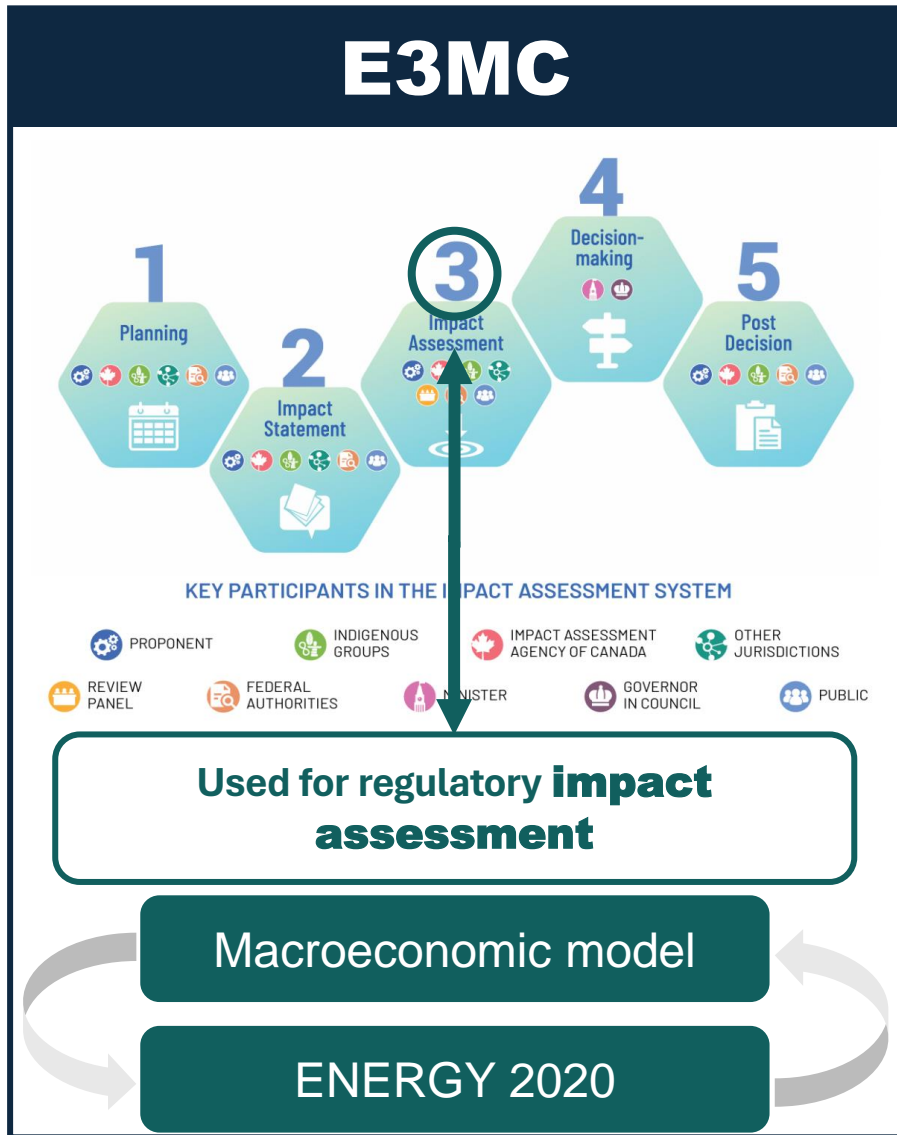 E3MC
1
Planning
2
Impact
Statement
3
Impact
Assessment
4
Decision-
making
5
Post
Decision
KEY PARTICIPANTS IN THE IMPACT ASSESSMENT SYSTEM
PROPONENT
INDIGENOUS
GROUPS
IMPACT ASSESSMENT
AGENCY OF CANADA
OTHER
JURISDICTIONS
REVIEW
PANEL
FEDERAL
AUTHORITIES
MINISTER
GOVERNOR
IN COUNCIL
PUBLIC
Used for regulatory impact
assessment
Macroeconomic model
ENERGY 2020